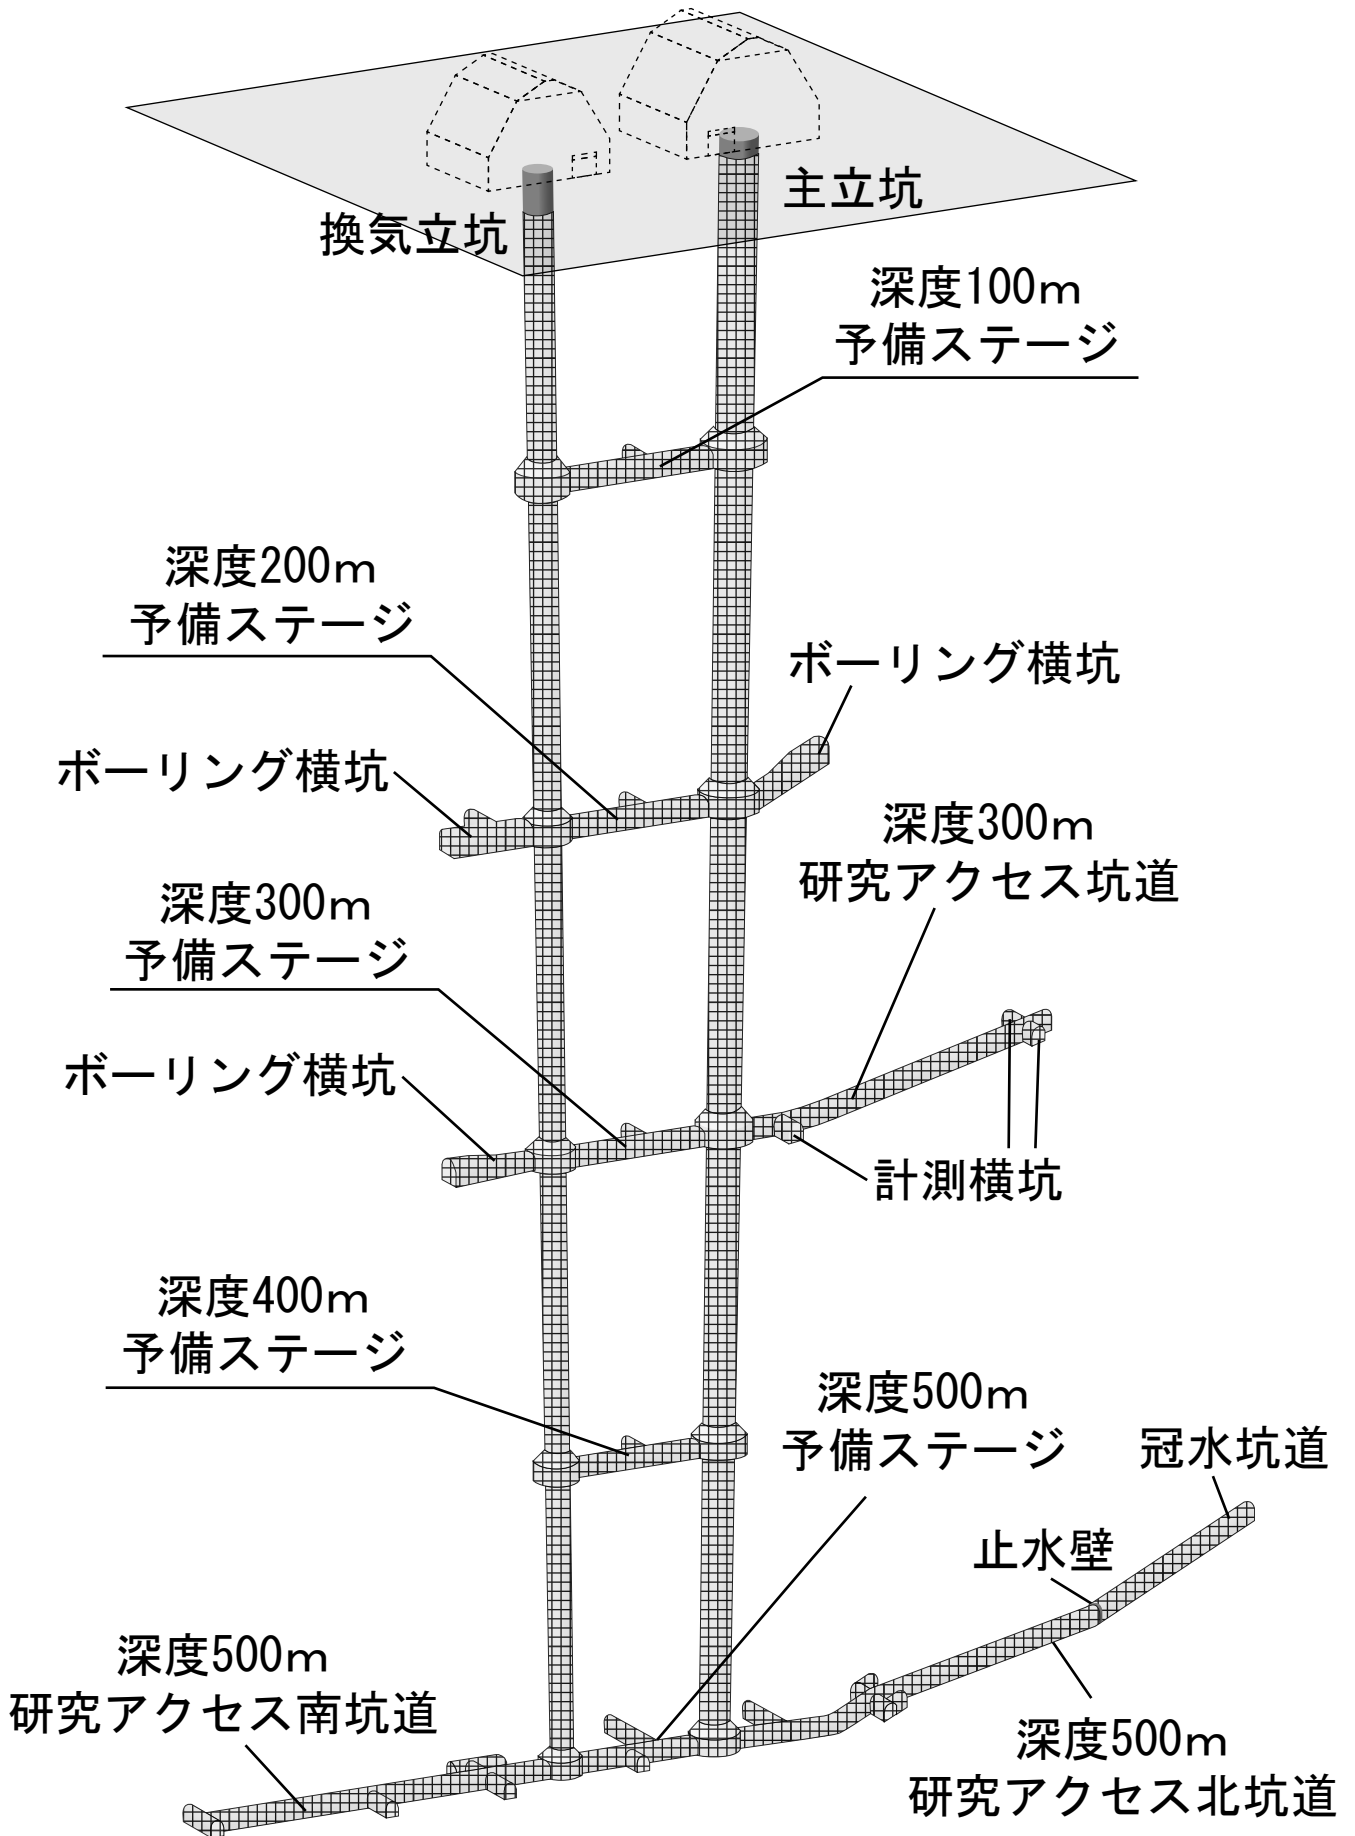 主立坑
換気立坑
深度100m
予備ステージ
深度200m
予備ステージ
ボーリング横坑
ボーリング横坑
深度300m
研究アクセス坑道
深度300m
予備ステージ
ボーリング横坑
計測横坑
深度400m
予備ステージ
深度500m
予備ステージ
冠水坑道
止水壁
深度500m
研究アクセス南坑道
深度500m
研究アクセス北坑道